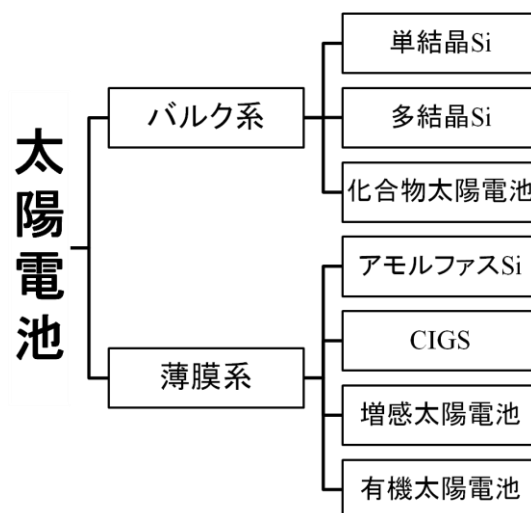 太陽電池
バルク系
単結晶Si
多結晶Si
化合物太陽電池
薄膜系
アモルファスSi
CIGS
増感太陽電池
有機太陽電池